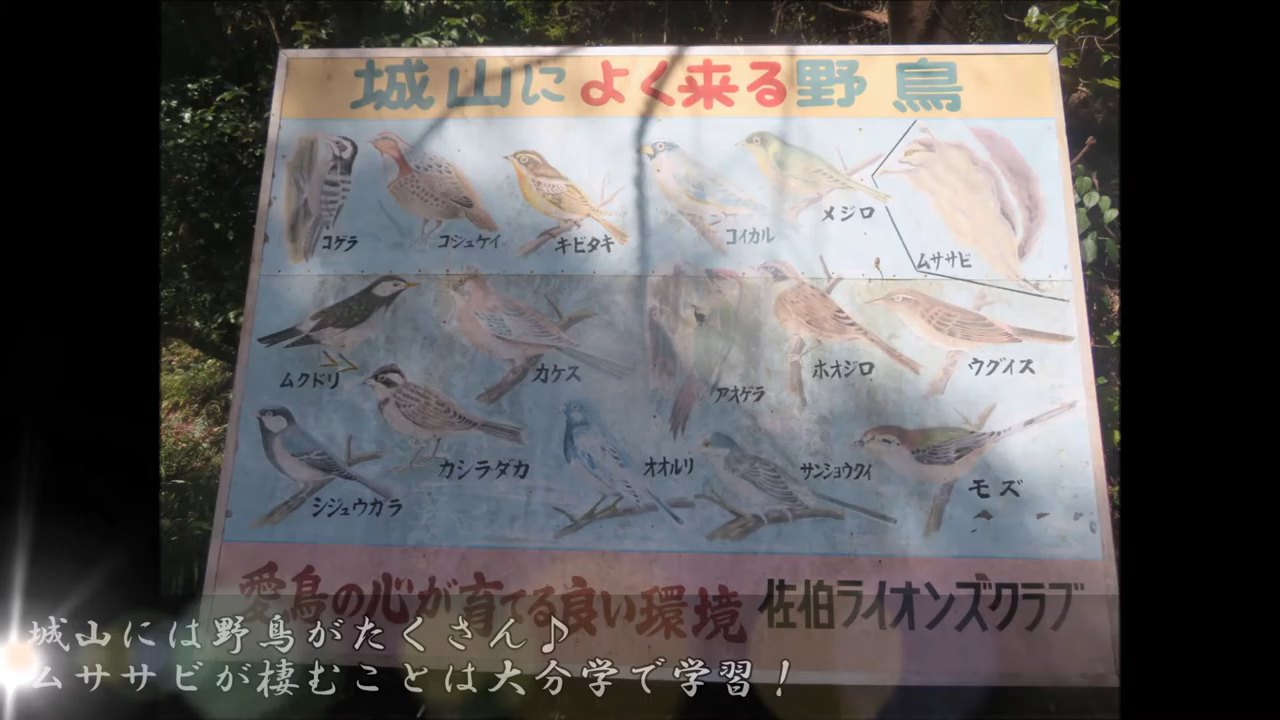 城山によく来る野鳥
コゲラ
コジュケイ
キビタキ
コイカル
メジロ
ムササビ
ムクドリ
カケス
アオゲラ
ホオジロ
ウグイス
シジュウカラ
カシラダカ
オオルリ
サンショウクイ
モズ
愛鳥の心が育てる良い環境 佐伯ライオンズクラブ
城山には野鳥がたくさん♪
ムササビが棲むことは大分学で学習！